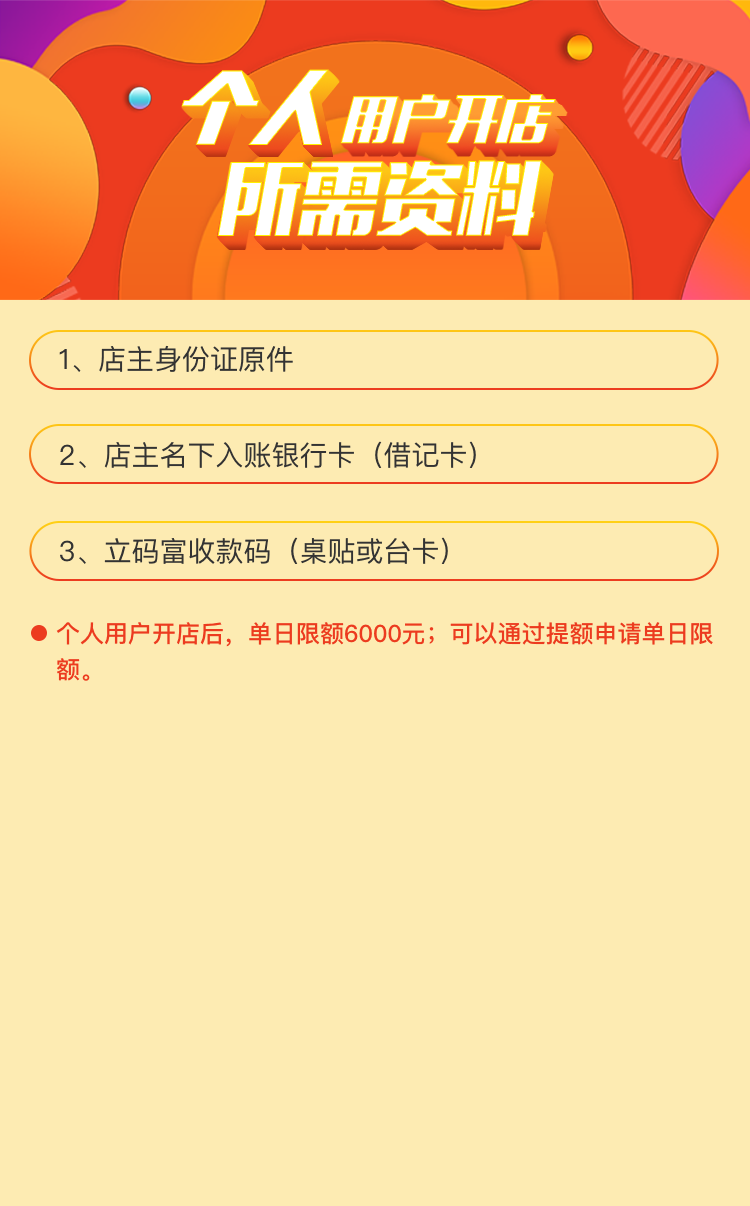 个人用户开店
所需资料
1、店主身份证原件
2、店主名下入账银行卡（借记卡）
3、立码富收款码（桌贴或台卡）
个人用户开店后，单日限额6000元；可以通过提额申请单日限
额。